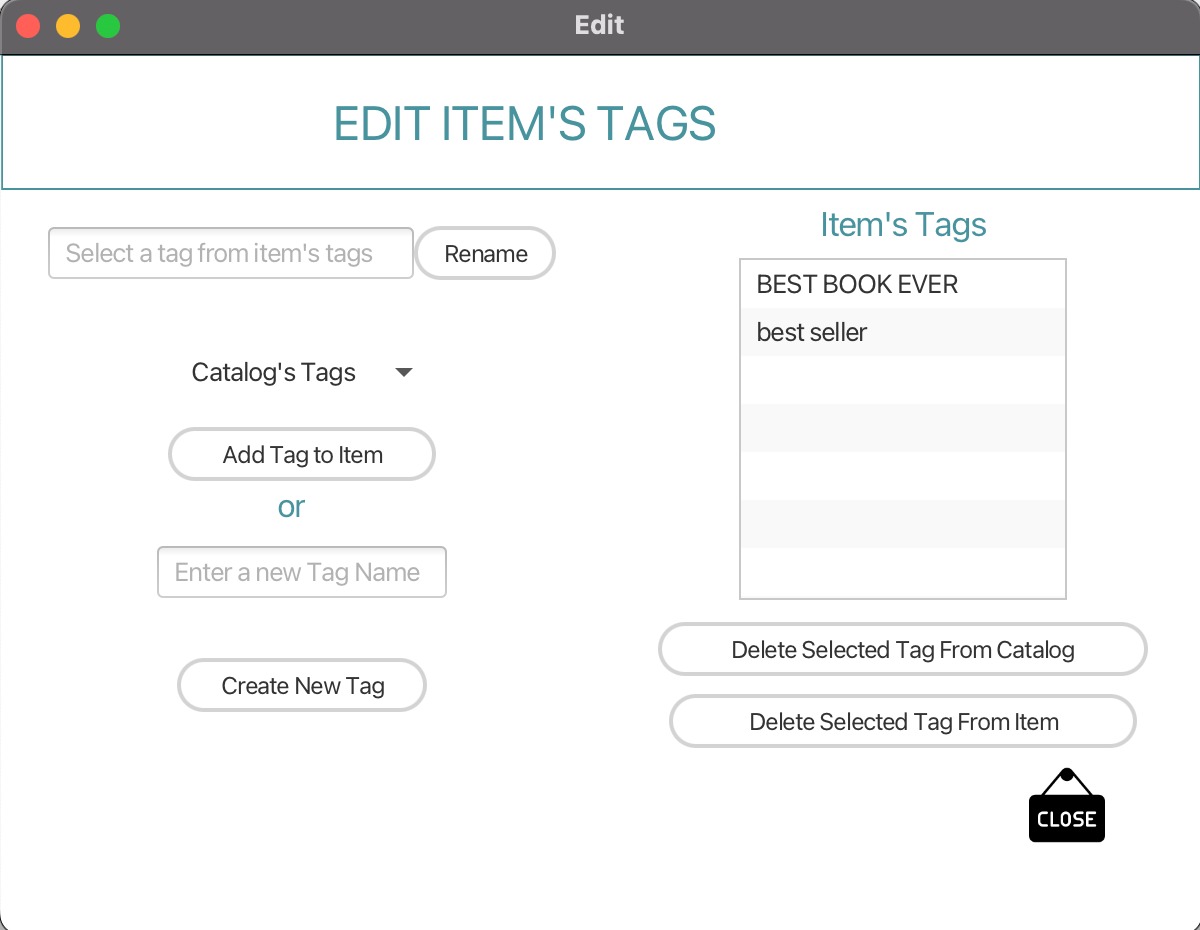 Edit
EDIT ITEM'S TAGS
Select a tag from item's tags
Rename
Catalog's Tags
Add Tag to Item
or
Enter a new Tag Name
Create New Tag
Item's Tags
BEST BOOK EVER
best seller
Delete Selected Tag From Catalog
Delete Selected Tag From Item
CLOSE